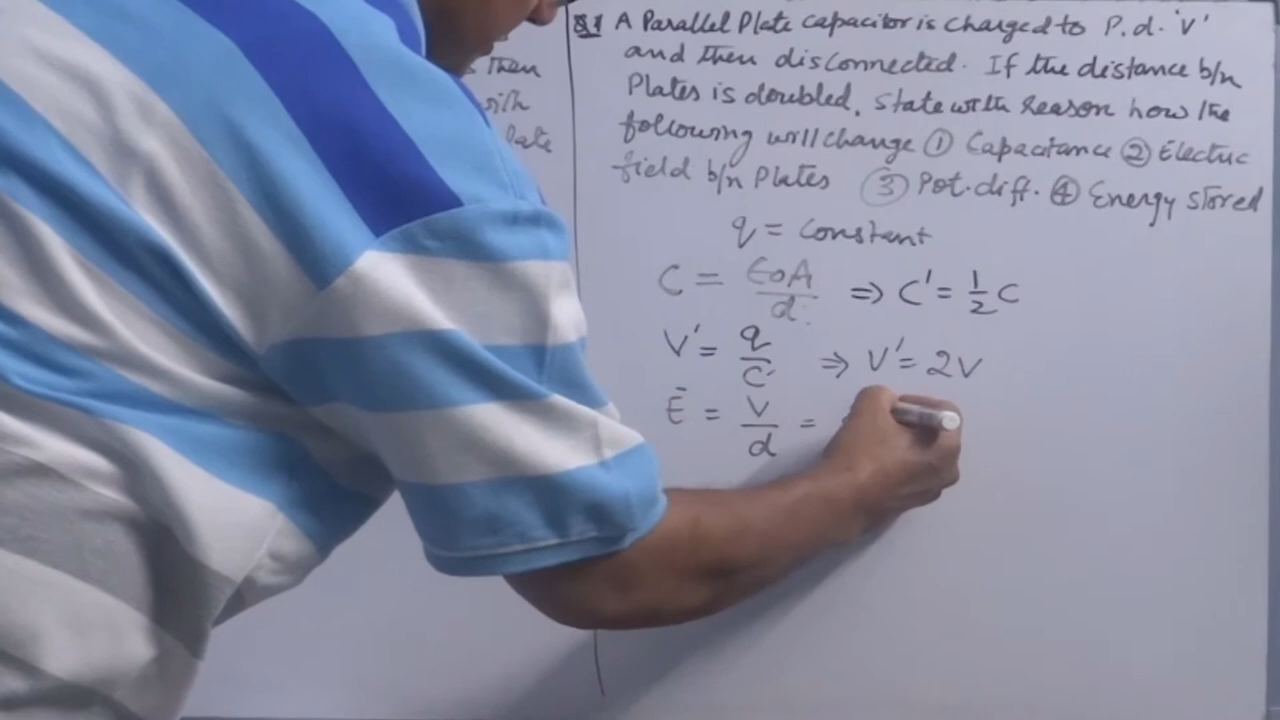 Then
with
late
Q1 A Parallel Plate capacitor is charged to P.d. 'V'
and then disconnected. If the distance b/n
Plates is doubled, State with Reason how the
following will change ① Capacitance ② Electric
field b/n Plates ③ Pot. diff. ④ Energy stored
q = constant
C = ε₀A/d ⇒ C' = 1/2 C
V' = q/C' ⇒ V' = 2V
E = V/d =